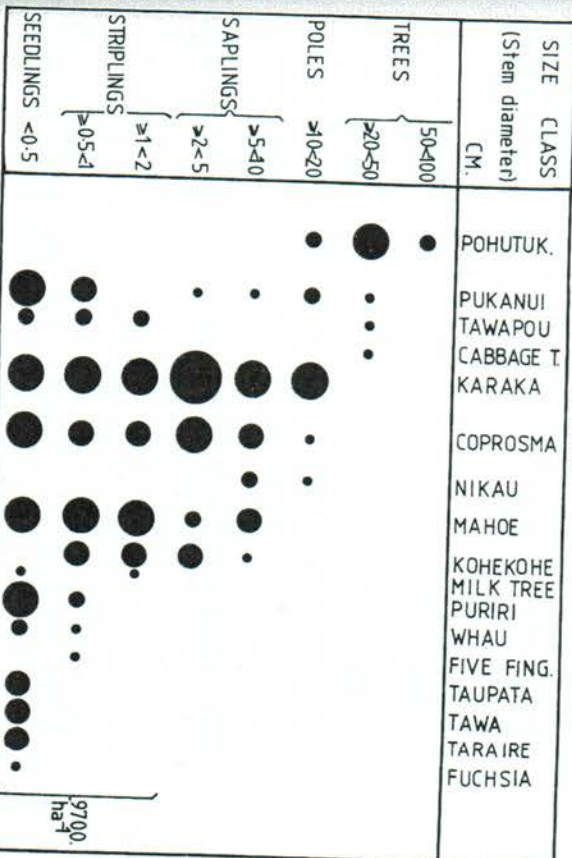 SIZE CLASS
(Stem diameter)
CM.
TREES
50<100
≥20<50
POLES
>10<20
SAPLINGS
>5<10
≥2<5
STRIPLINGS
≥1<2
≥0·5<1
SEEDLINGS <0·5
POHUTUK.
PUKANUI
TAWAPOU
CABBAGE T.
KARAKA
COPROSMA
NIKAU
MAHOE
KOHEKOHE
MILK TREE
PURIRI
WHAU
FIVE FING.
TAUPATA
TAWA
TARAIRE
FUCHSIA
9700.
ha⁻¹